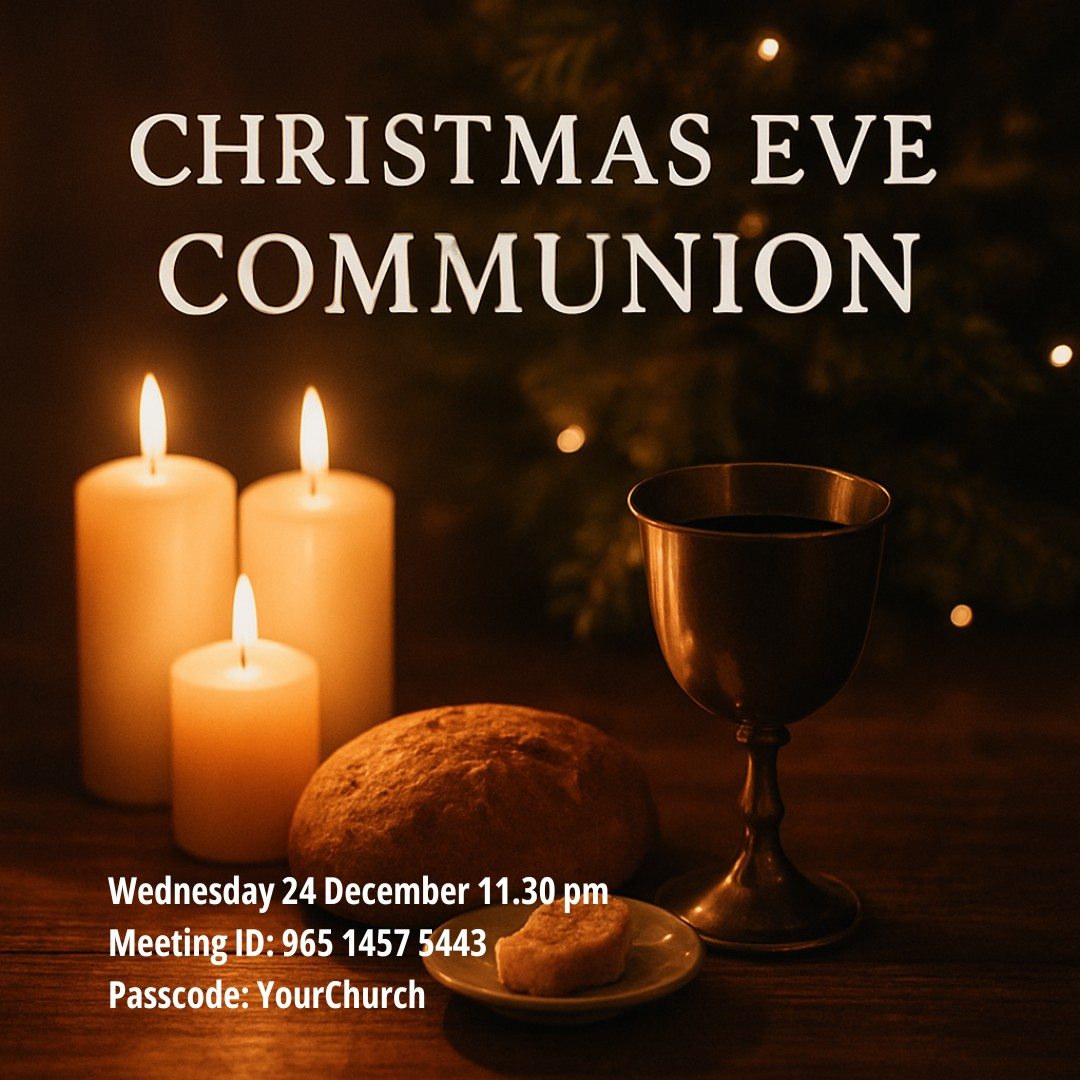 CHRISTMAS EVE
COMMUNION
Wednesday 24 December 11.30 pm
Meeting ID: 965 1457 5443
Passcode: YourChurch